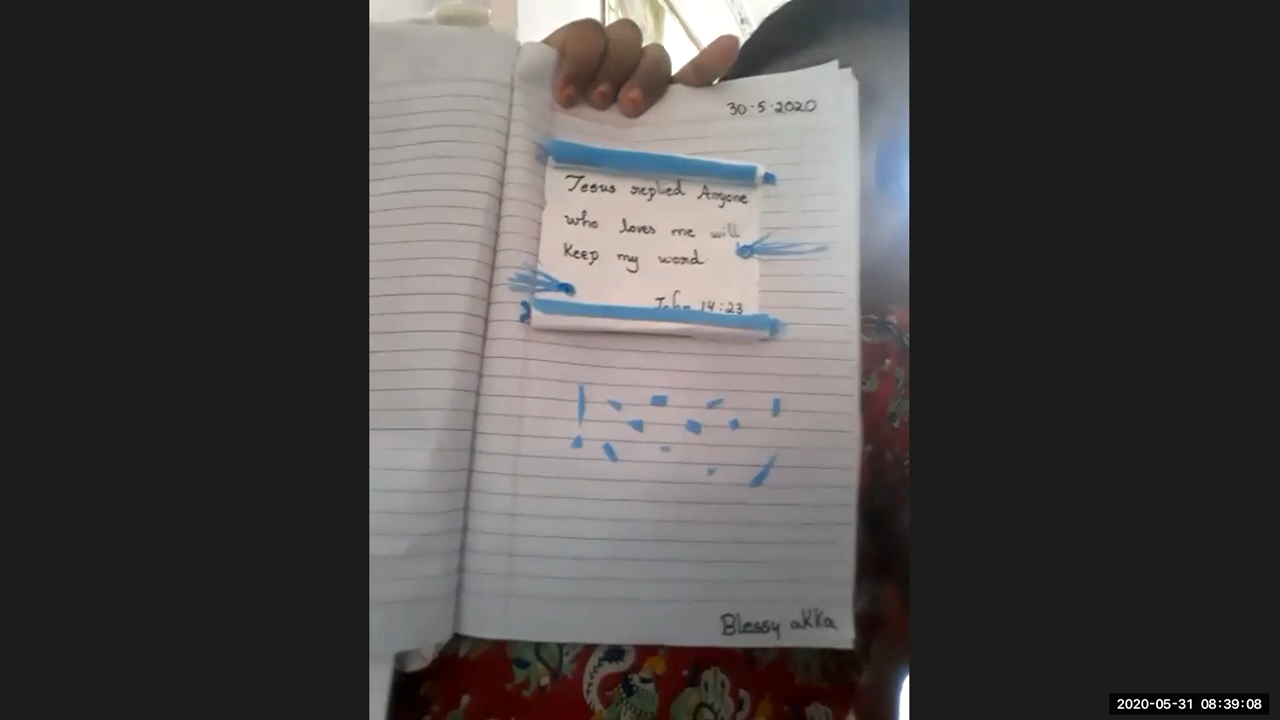 30.5.2020
Jesus replied Anyone
who loves me will
Keep my word
John 14:23
Blessy akka
2020-05-31 08:39:08